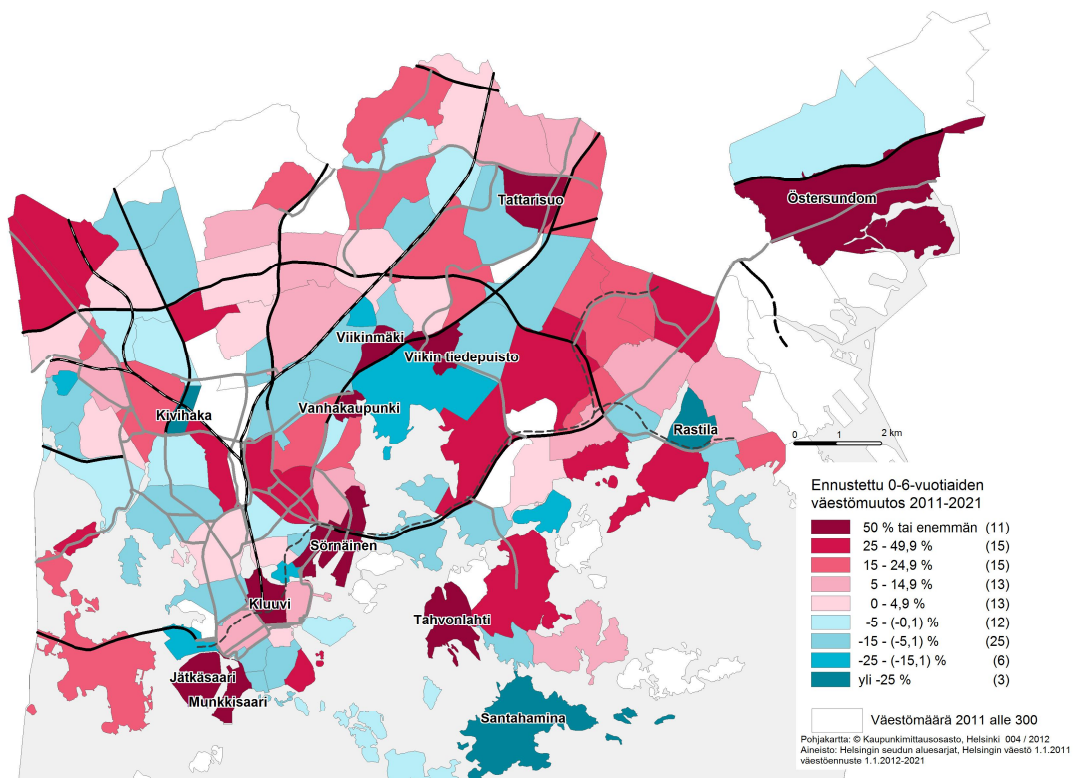 Tattarisuo
Östersundom
Viikinmäki
Viikin tiedepuisto
Vanhakaupunki
Kivihaka
Rastila
0 1 2 km
Sörnäinen
Kluuvi
Tahvonlahti
Jätkäsaari
Munkkisaari
Santahamina
Ennustettu 0-6-vuotiaiden
väestömuutos 2011-2021
50 % tai enemmän (11)
25 - 49,9 % (15)
15 - 24,9 % (15)
5 - 14,9 % (13)
0 - 4,9 % (13)
-5 - (-0,1) % (12)
-15 - (-5,1) % (25)
-25 - (-15,1) % (6)
yli -25 % (3)
Väestömäärä 2011 alle 300
Pohjakartta: © Kaupunkimittausosasto, Helsinki 004 / 2012
Aineisto: Helsingin seudun aluesarjat, Helsingin väestö 1.1.2011
väestöennuste 1.1.2012-2021